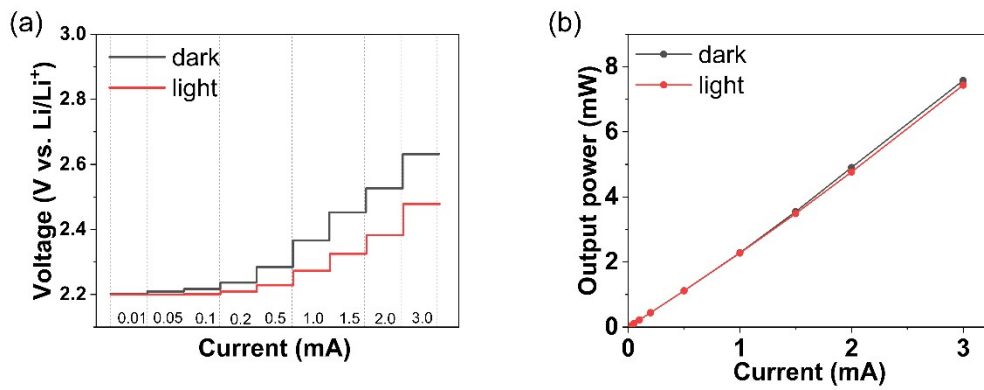 (a)
3.0
2.8
2.6
2.4
2.2
Voltage (V vs. Li/Li⁺)
dark
light
0.01 0.05 0.1 0.2 0.5 1.0 1.5 2.0 3.0
Current (mA)
(b)
8
6
4
2
0
Output power (mW)
dark
light
0 1 2 3
Current (mA)